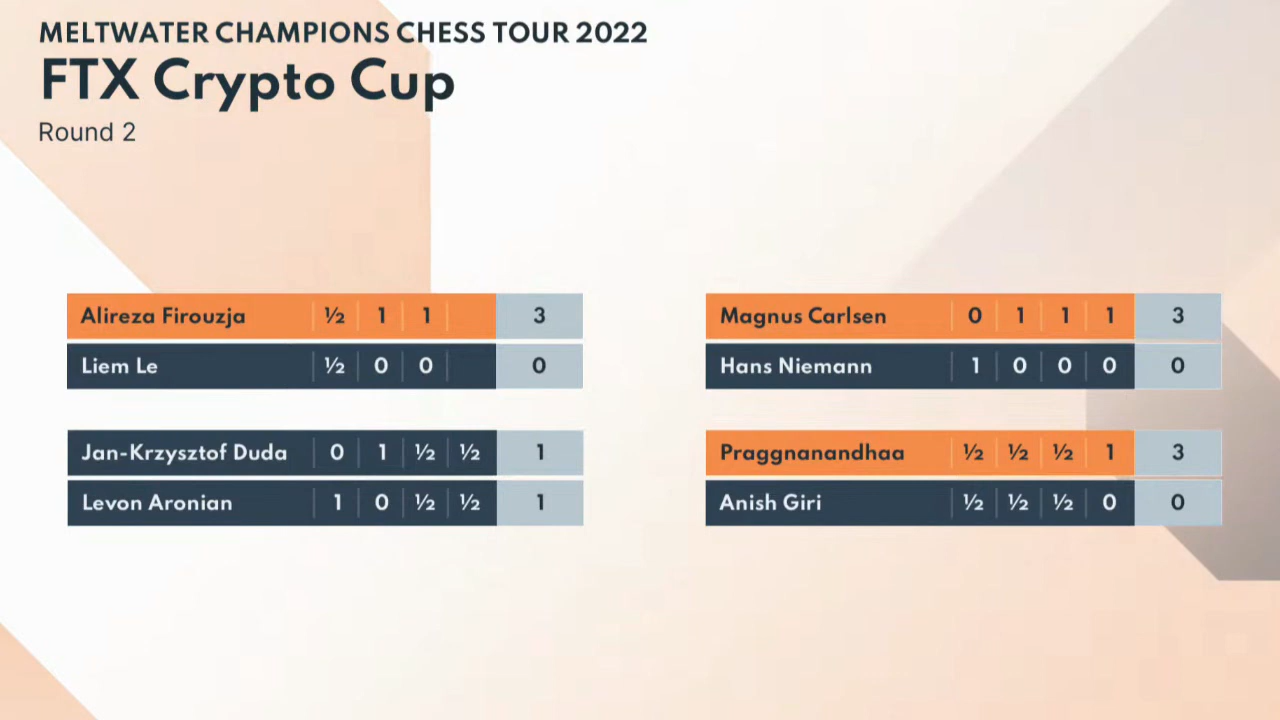 MELTWATER CHAMPIONS CHESS TOUR 2022
FTX Crypto Cup
Round 2
Alireza Firouzja ½ 1 1 3
Liem Le ½ 0 0 0
Jan-Krzysztof Duda 0 1 ½ ½ 1
Levon Aronian 1 0 ½ ½ 1
Magnus Carlsen 0 1 1 1 3
Hans Niemann 1 0 0 0 0
Praggnanandhaa ½ ½ ½ 1 3
Anish Giri ½ ½ ½ 0 0